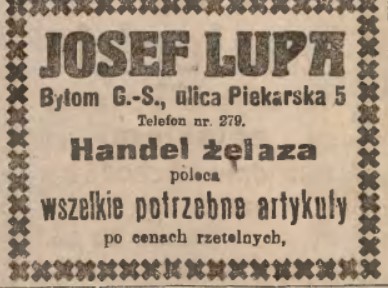 JOSEF LUPA
Bytom G.-S., ulica Piekarska 5
Telefon nr. 279.
Handel żelaza
poleca
wszelkie potrzebne artykuły
po cenach rzetelnych,